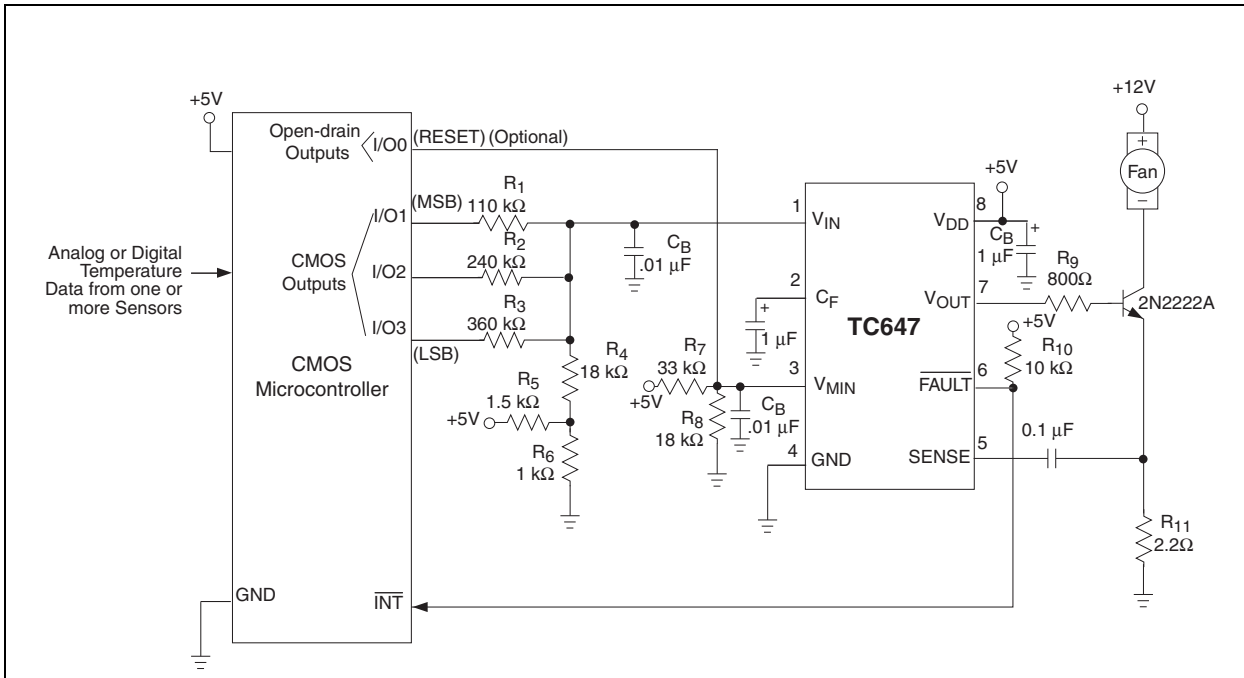 +5V
Open-drain
Outputs
I/O0
(RESET) (Optional)
(MSB)
I/O1
R1
110 kΩ
R2
240 kΩ
I/O2
CMOS
Outputs
R3
360 kΩ
I/O3
(LSB)
Analog or Digital
Temperature
Data from one or
more Sensors
CMOS
Microcontroller
GND
INT
CB
.01 µF
R4
18 kΩ
R5
1.5 kΩ
+5V
R6
1 kΩ
+
1 µF
R7
33 kΩ
+5V
R8
18 kΩ
CB
.01 µF
1
VIN
2
CF
3
VMIN
4
GND
TC647
8
VDD
7
VOUT
6
FAULT
5
SENSE
+5V
CB
1 µF
+
R9
800Ω
+5V
R10
10 kΩ
0.1 µF
+12V
+
Fan
−
2N2222A
R11
2.2Ω